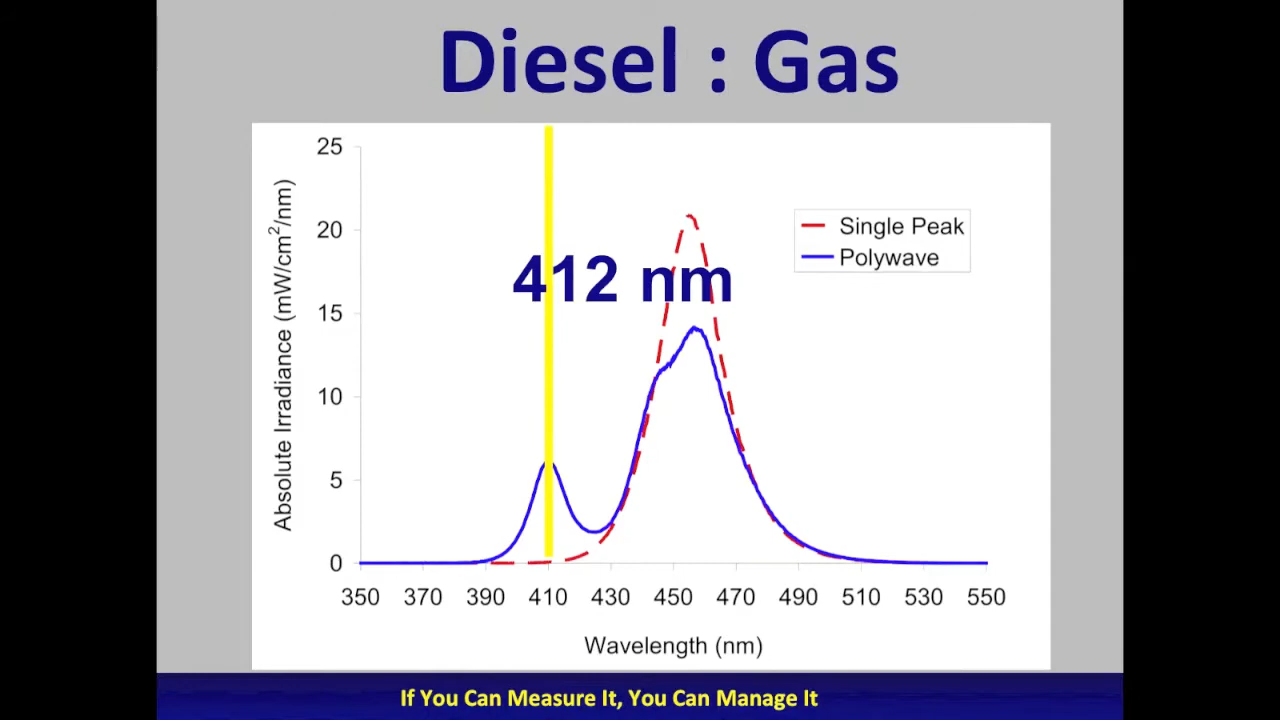 Diesel : Gas
25
20
15
10
5
0
Absolute Irradiance (mW/cm²/nm)
412 nm
Single Peak
Polywave
350 370 390 410 430 450 470 490 510 530 550
Wavelength (nm)
If You Can Measure It, You Can Manage It